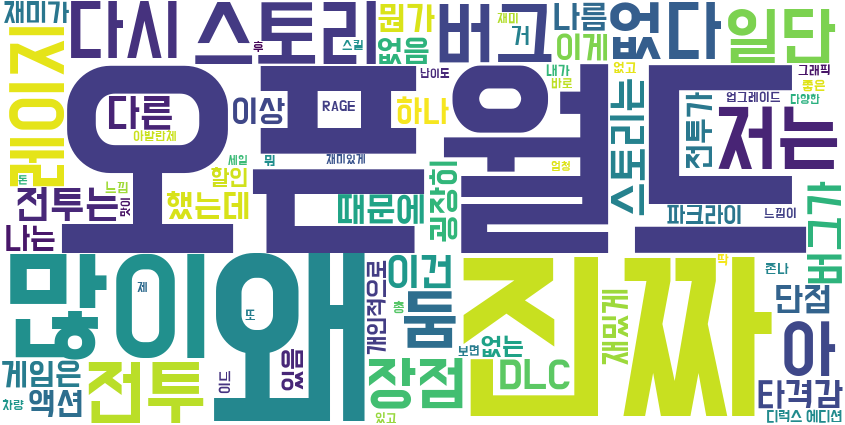 재미가
다시
스토리
뭔가
없음
버그
재미
거
나름
이게
없다
일단
후
스킬
난이도
내가
바로
없고
그래픽
좋은
레이지
다른
아발란체
이상
RAGE
하나
오픈월드
업그레이드
다양한
전투가
저는
스토리는
세일
뭐
재미있게
엄청
돈
느낌
맛이
할인
전투는
했는데
때문에
굉장히
파크라이
느낌이
버그가
나는
많이
왜
진짜
제
또
개인적으로
이건
둠
총
딱
존나
단점
재밌게
아
게임은
액션
차량
전투
이니
있음
장점
보면
없는
DLC
있고
타격감
디럭스 에디션